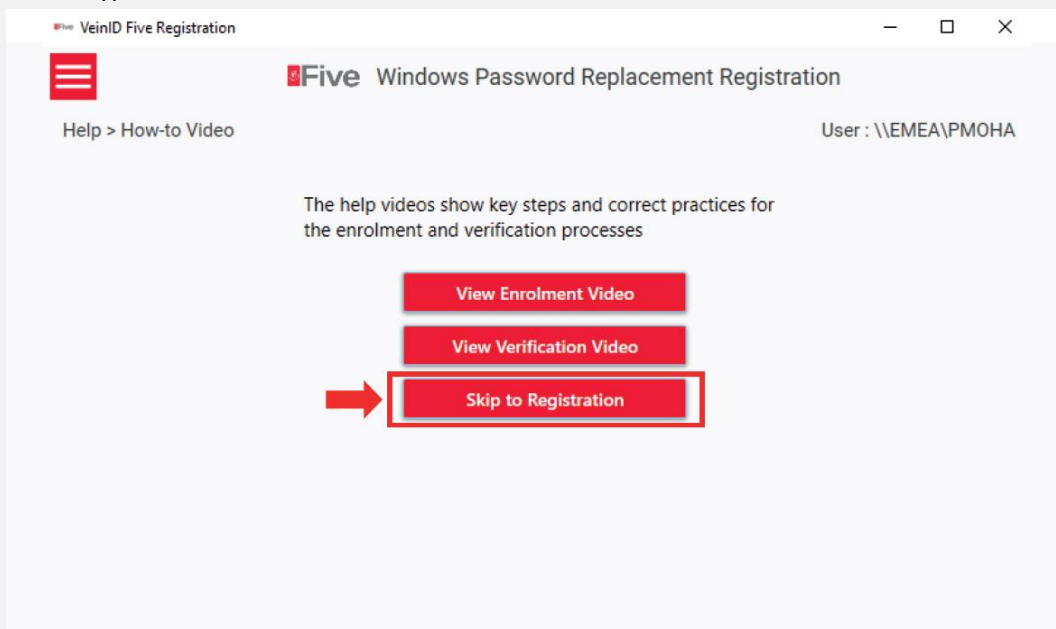 Five VeinID Five Registration
Five Windows Password Replacement Registration
Help > How-to Video
User : \\EMEA\PMOHA
The help videos show key steps and correct practices for
the enrolment and verification processes
View Enrolment Video
View Verification Video
Skip to Registration